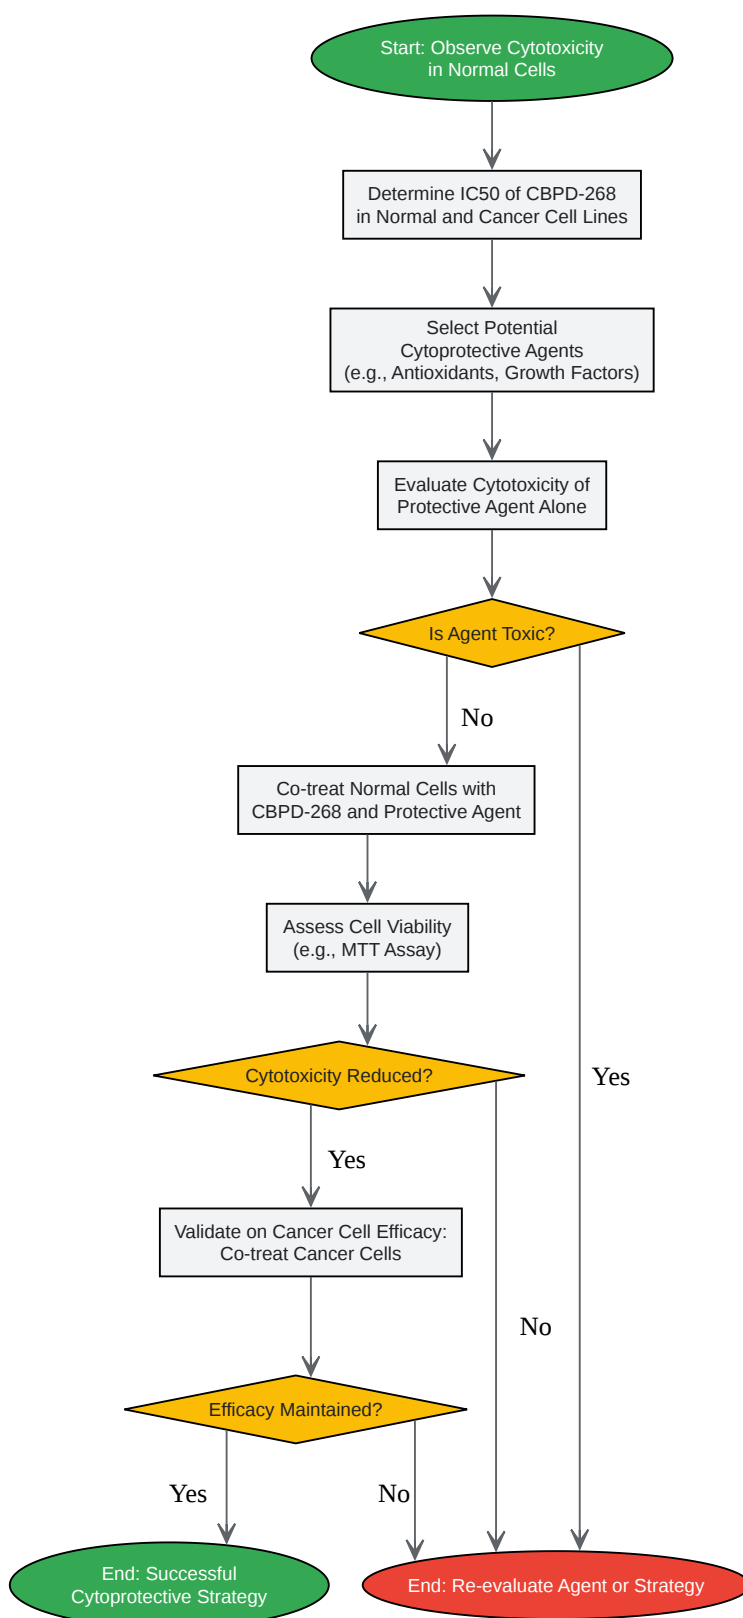 Start: Observe Cytotoxicity
in Normal Cells
Determine IC50 of CBPD-268
in Normal and Cancer Cell Lines
Select Potential
Cytoprotective Agents
(e.g., Antioxidants, Growth Factors)
Evaluate Cytotoxicity of
Protective Agent Alone
Is Agent Toxic?
No
Co-treat Normal Cells with
CBPD-268 and Protective Agent
Assess Cell Viability
(e.g., MTT Assay)
Cytotoxicity Reduced?
Yes
Yes
Validate on Cancer Cell Efficacy:
Co-treat Cancer Cells
No
Efficacy Maintained?
Yes
No
End: Successful
Cytoprotective Strategy
End: Re-evaluate Agent or Strategy